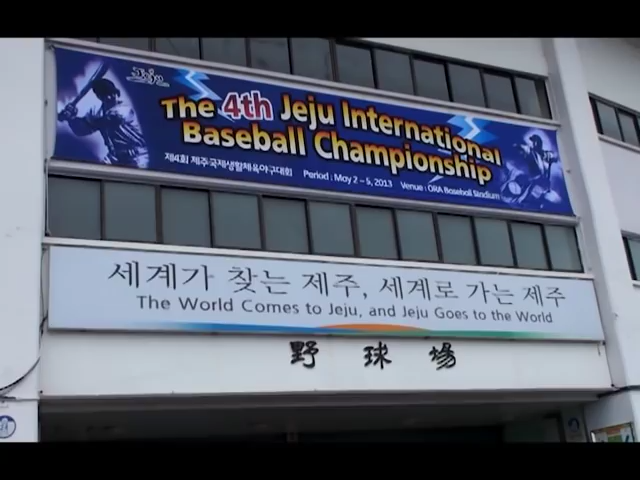 Jeju
The 4th Jeju International
Baseball Championship
제4회 제주국제생활체육야구대회 Period : May 2 - 5, 2013 Venue : ORA Baseball Stadium
세계가 찾는 제주, 세계로 가는 제주
The World Comes to Jeju, and Jeju Goes to the World
野球場